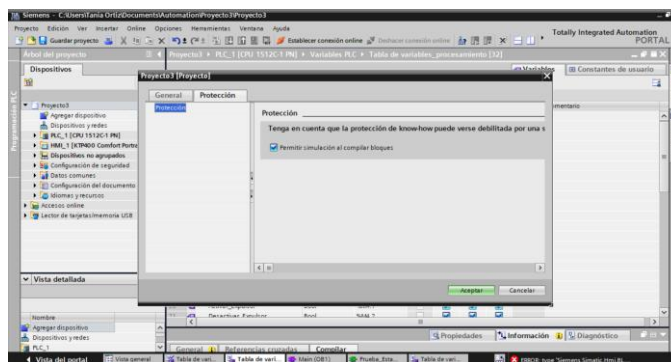 Siemens - C:\Users\Tania Ortiz\Documents\Automation\Proyecto3\Proyecto3
Proyecto Edición Ver Insertar Online Opciones Herramientas Ventana Ayuda
Totally Integrated Automation
PORTAL
Guardar proyecto
Establecer conexión online
Deshacer conexión online
Árbol del proyecto
Proyecto3 ▸ PLC_1 [CPU 1512C-1 PN] ▸ Variables PLC ▸ Tabla de variables_procesamiento [32]
Dispositivos
Variables
Constantes de usuario
Programación PLC
Proyecto3 [Proyecto]
General Protección
Protección
Protección
Tenga en cuenta que la protección de know-how puede verse debilitada por una s
Permitir simulación al compilar bloques
Aceptar Cancelar
Proyecto3
Agregar dispositivo
Dispositivos y redes
PLC_1 [CPU 1512C-1 PN]
HMI_1 [KTP400 Comfort Portra
Dispositivos no agrupados
Configuración de seguridad
Datos comunes
Configuración del documento
Idiomas y recursos
Accesos online
Lector de tarjetas/memoria USB
omentario
Vista detallada
Nombre
Agregar dispositivo
Dispositivos y redes
PLC_1
Bool
Propiedades Información Diagnóstico
General Referencias cruzadas Compilar
Vista del portal Vista general Tabla de vari... Tabla de vari... Main (OB1) Prueba_Esta... Tabla de vari...